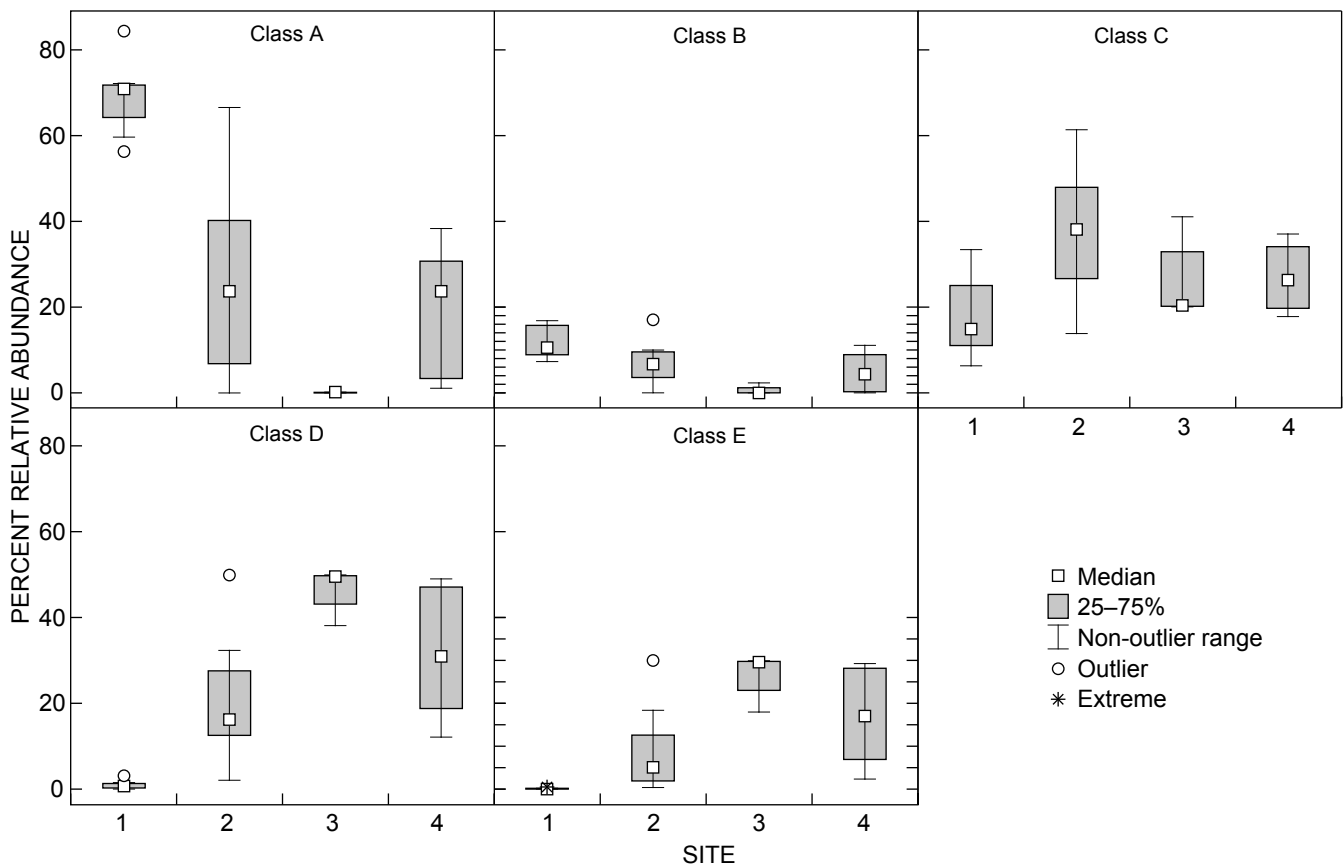 PERCENT RELATIVE ABUNDANCE
Class A
Class B
Class C
80
60
40
20
0
1 2 3 4
Class D
Class E
80
60
40
20
0
1 2 3 4
1 2 3 4
SITE
Median
25–75%
Non-outlier range
Outlier
Extreme